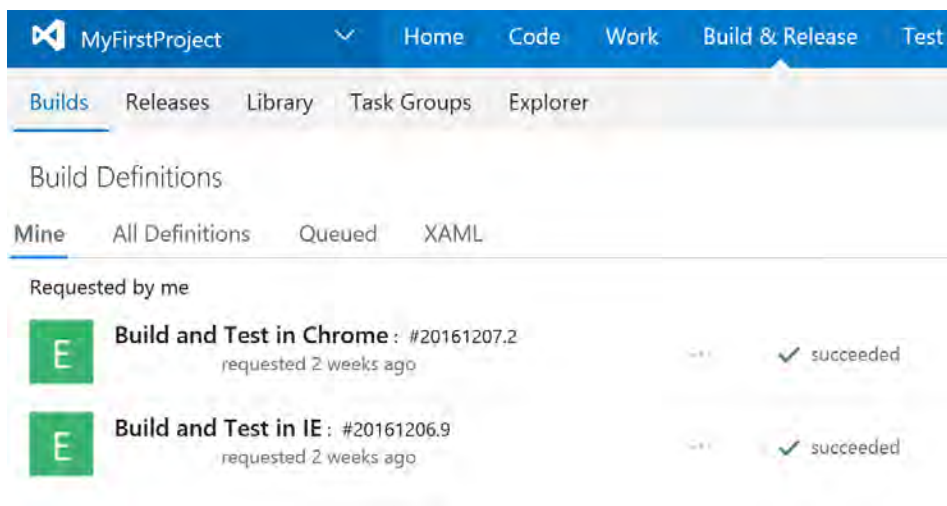 MyFirstProject Home Code Work Build & Release Test
Builds Releases Library Task Groups Explorer
Build Definitions
Mine All Definitions Queued XAML
Requested by me
E Build and Test in Chrome : #20161207.2
requested 2 weeks ago ... succeeded
E Build and Test in IE : #20161206.9
requested 2 weeks ago ... succeeded